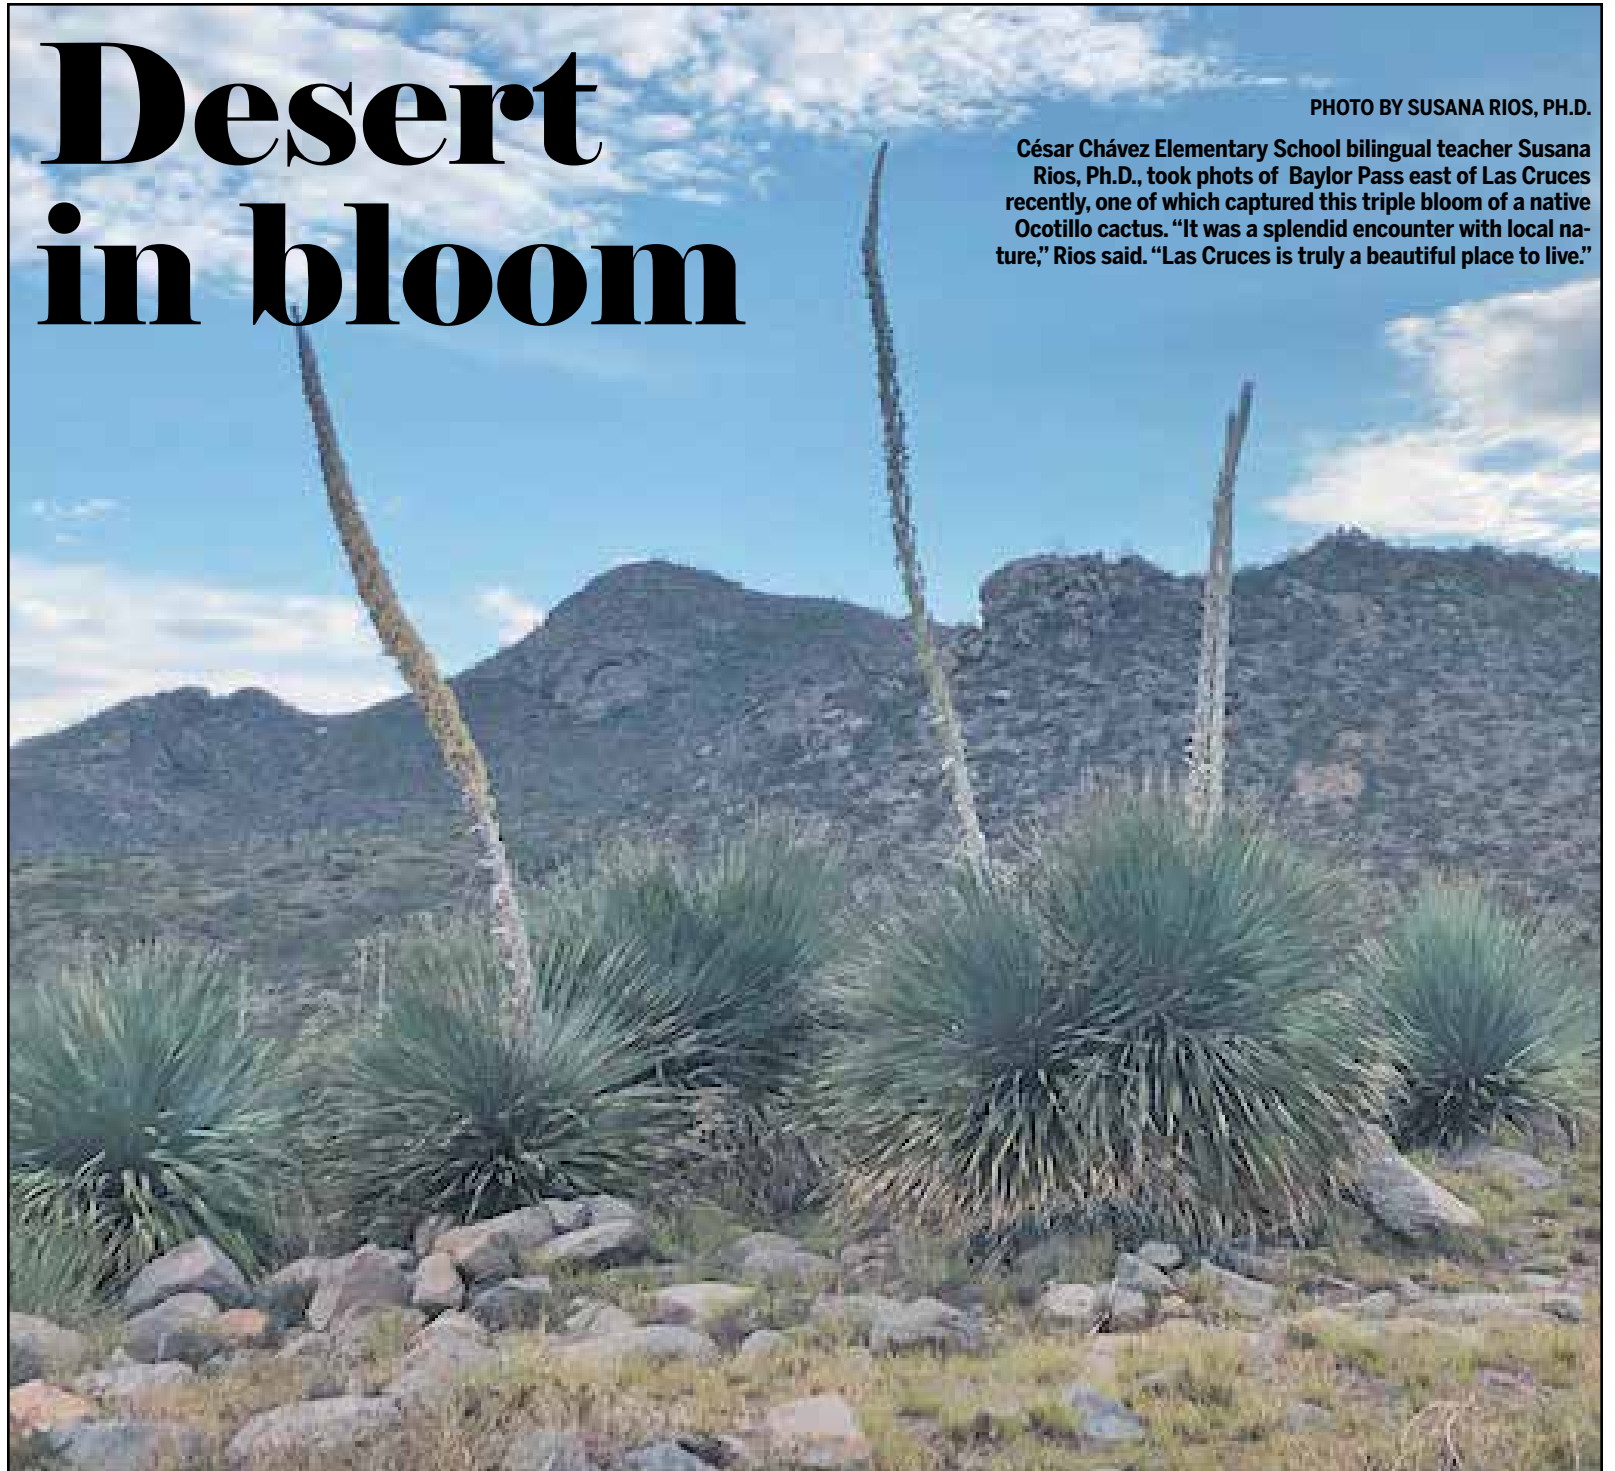 Desert
in bloom
PHOTO BY SUSANA RIOS, PH.D.
César Chávez Elementary School bilingual teacher Susana
Rios, Ph.D., took phots of  Baylor Pass east of Las Cruces
recently, one of which captured this triple bloom of a native
Ocotillo cactus. “It was a splendid encounter with local na-
ture,” Rios said. “Las Cruces is truly a beautiful place to live.”